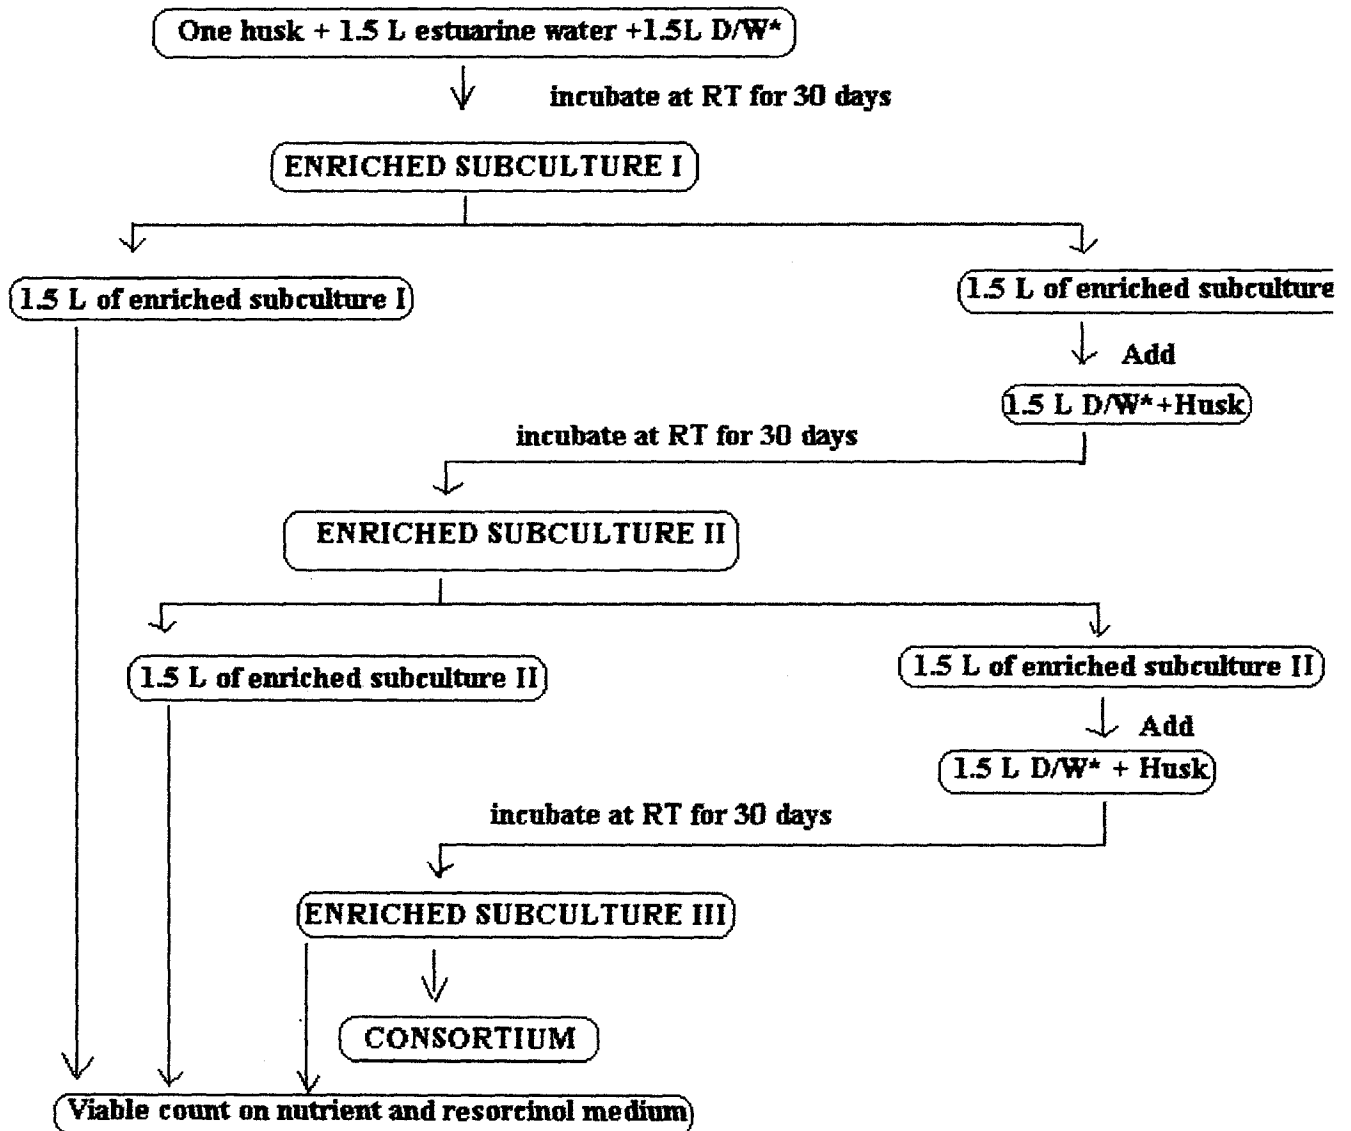 One husk + 1.5 L estuarine water +1.5L D/W*
incubate at RT for 30 days
ENRICHED SUBCULTURE I
1.5 L of enriched subculture I
1.5 L of enriched subculture
Add
1.5 L D/W*+Husk
incubate at RT for 30 days
ENRICHED SUBCULTURE II
1.5 L of enriched subculture II
1.5 L of enriched subculture II
Add
1.5 L D/W* + Husk
incubate at RT for 30 days
ENRICHED SUBCULTURE III
CONSORTIUM
Viable count on nutrient and resorcinol medium